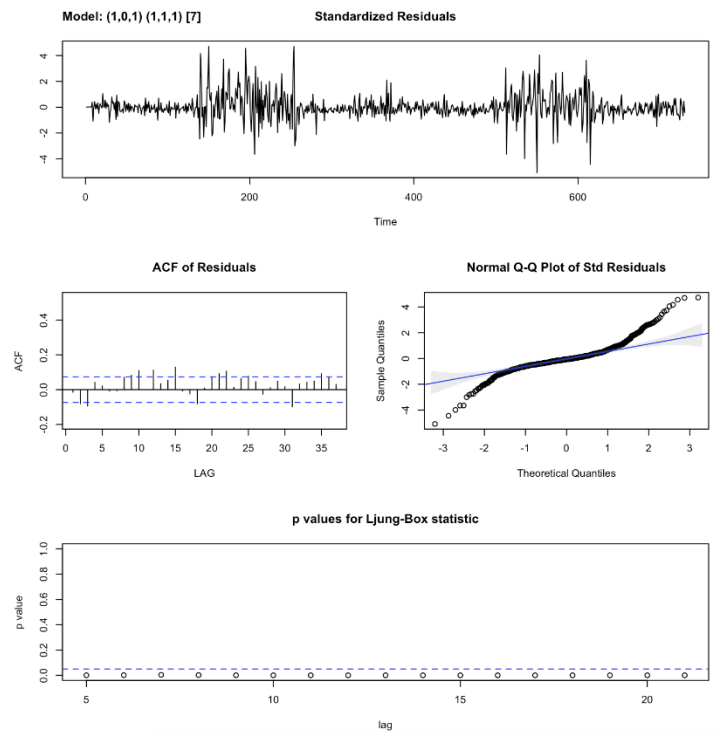 Model: (1,0,1) (1,1,1) [7] Standardized Residuals
4
2
0
-2
-4
0 200 400 600
Time
ACF of Residuals
ACF
0.4
0.2
0.0
-0.2
0 5 10 15 20 25 30 35
LAG
Normal Q-Q Plot of Std Residuals
Sample Quantiles
4
2
0
-2
-4
-3 -2 -1 0 1 2 3
Theoretical Quantiles
p values for Ljung-Box statistic
p value
1.0
0.8
0.6
0.4
0.2
0.0
5 10 15 20
lag